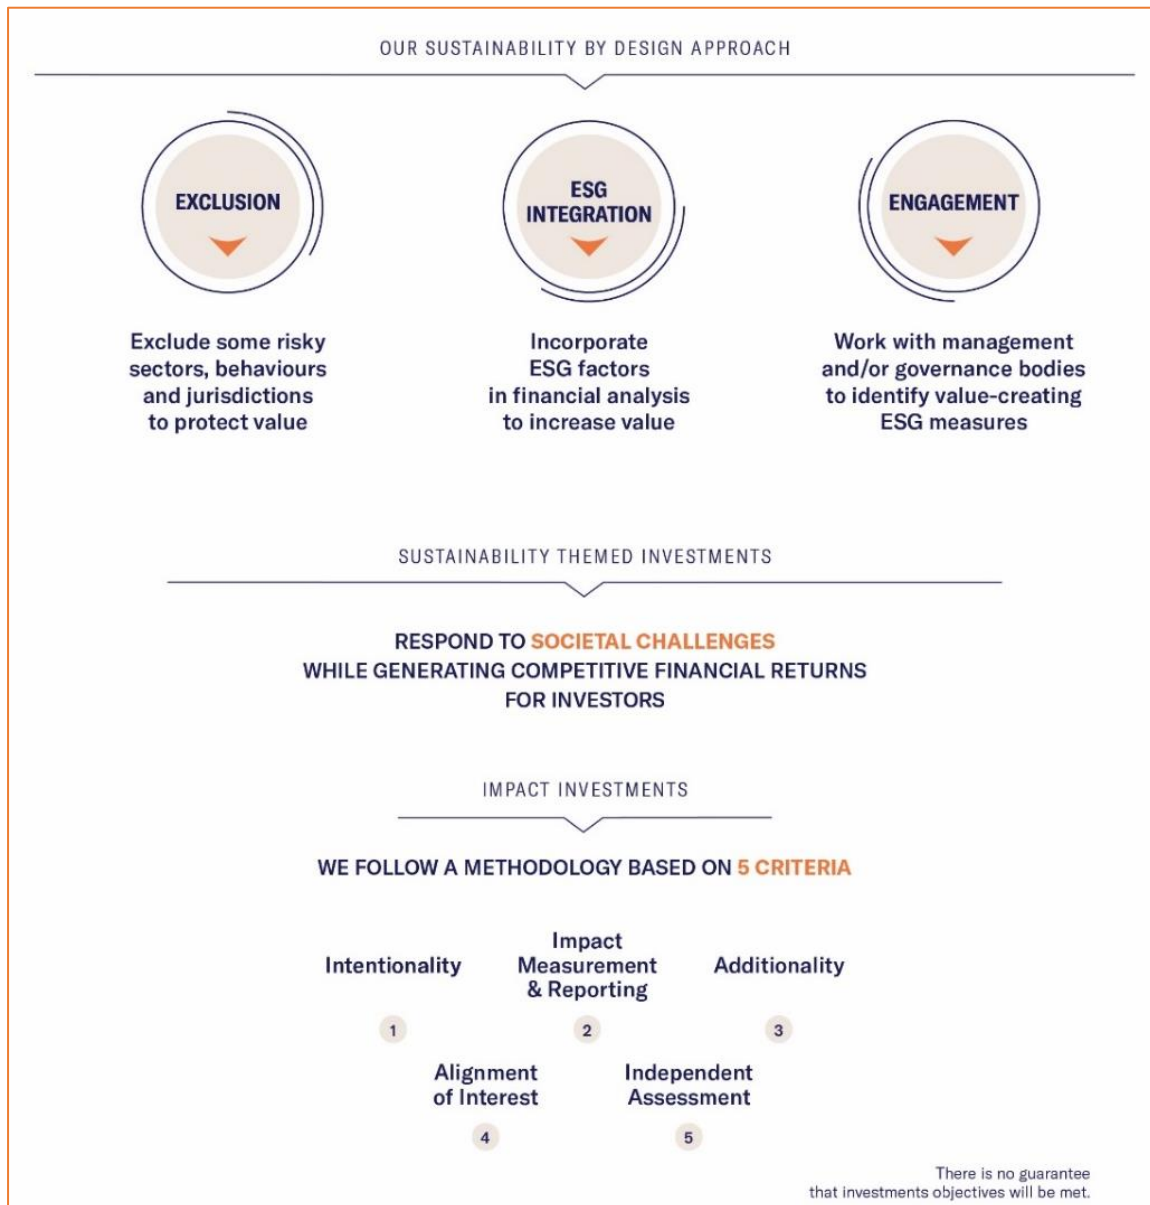 OUR SUSTAINABILITY BY DESIGN APPROACH
EXCLUSION
Exclude some risky
sectors, behaviours
and jurisdictions
to protect value
ESG
INTEGRATION
Incorporate
ESG factors
in financial analysis
to increase value
ENGAGEMENT
Work with management
and/or governance bodies
to identify value-creating
ESG measures
SUSTAINABILITY THEMED INVESTMENTS
RESPOND TO SOCIETAL CHALLENGES
WHILE GENERATING COMPETITIVE FINANCIAL RETURNS
FOR INVESTORS
IMPACT INVESTMENTS
WE FOLLOW A METHODOLOGY BASED ON 5 CRITERIA
Intentionality
1
Impact
Measurement
& Reporting
2
Additionality
3
Alignment
of Interest
4
Independent
Assessment
5
There is no guarantee
that investments objectives will be met.